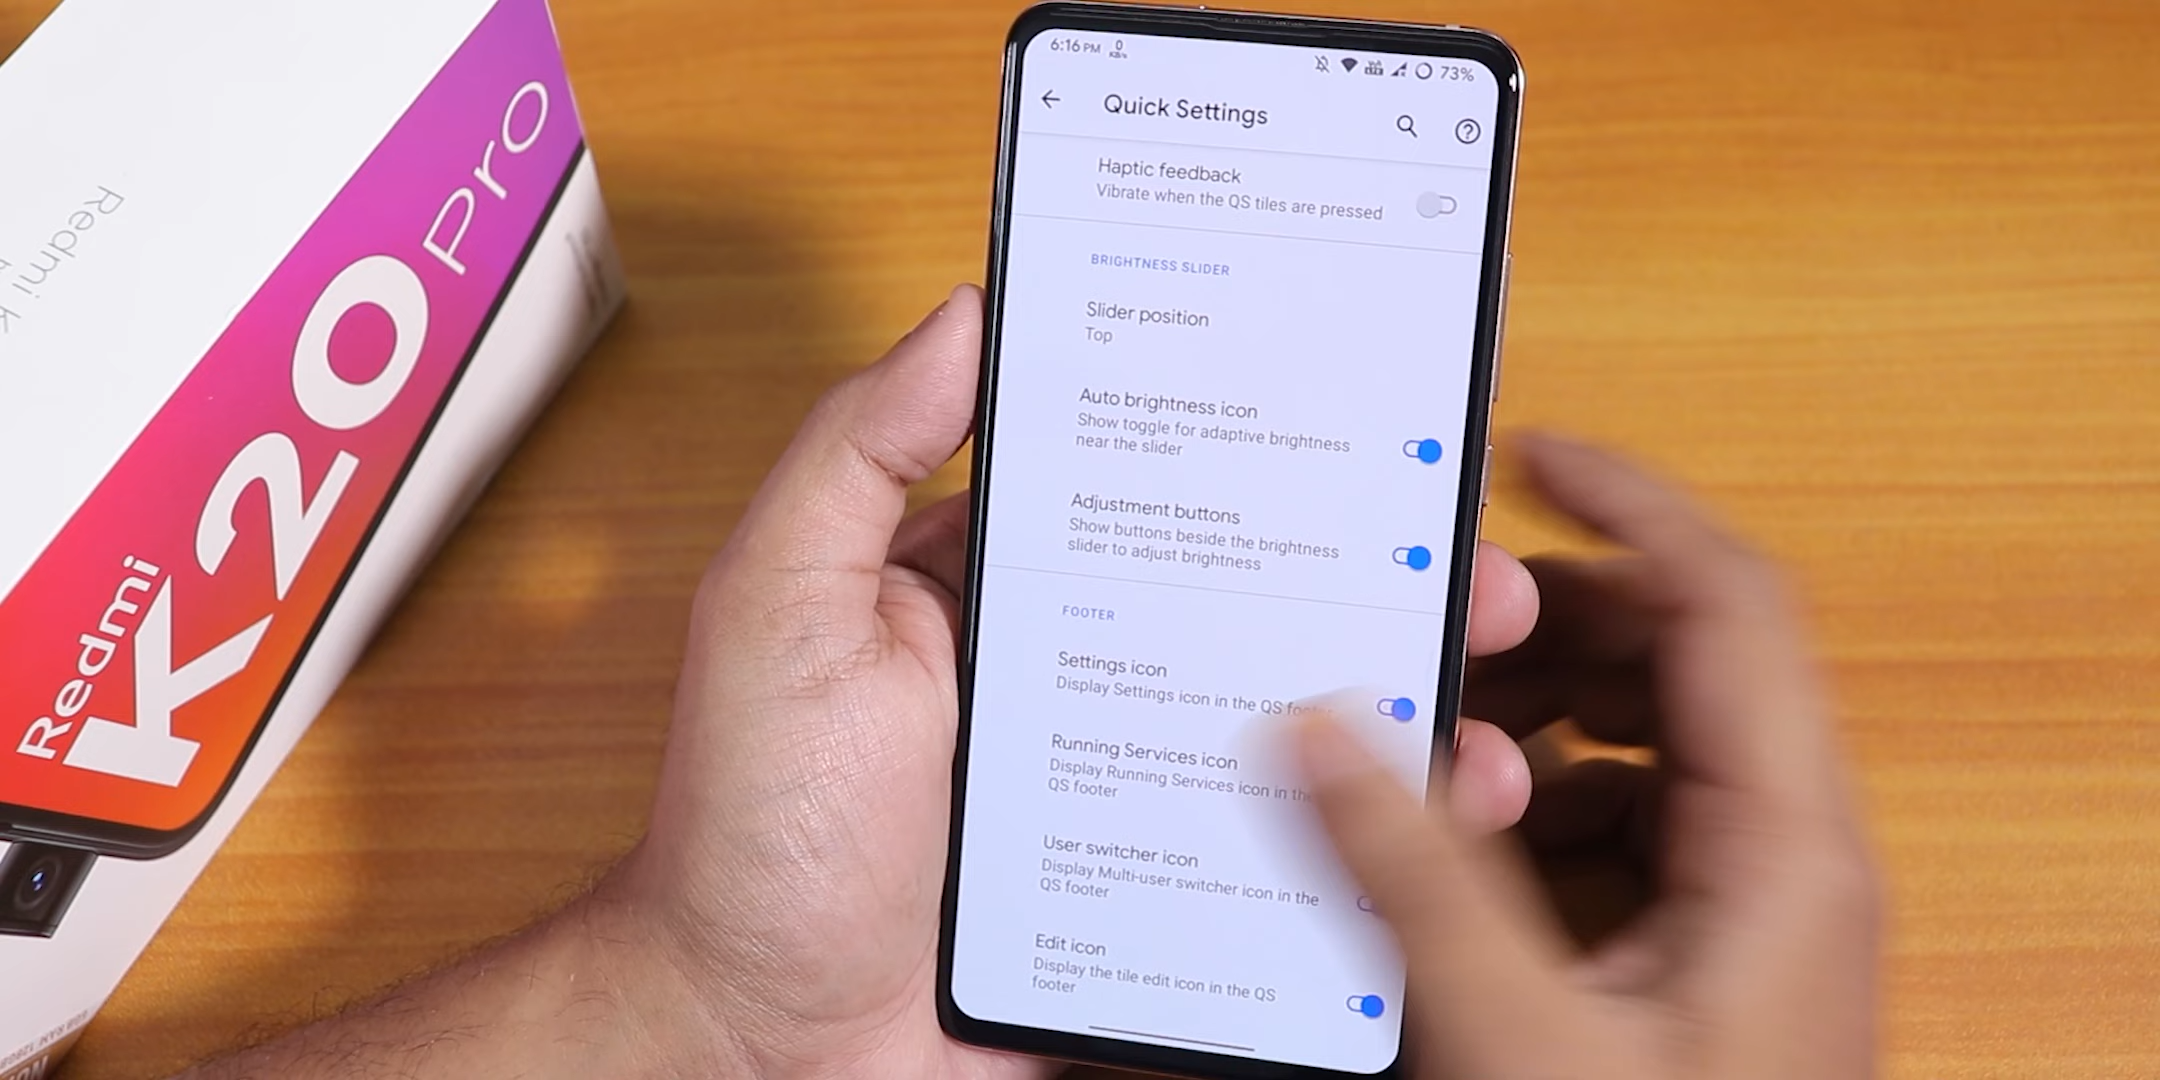 Redmi
K20 Pro
Redmi K
6:16 PM
0
KB/s
73%
Quick Settings
Haptic feedback
Vibrate when the QS tiles are pressed
BRIGHTNESS SLIDER
Slider position
Top
Auto brightness icon
Show toggle for adaptive brightness
near the slider
Adjustment buttons
Show buttons beside the brightness
slider to adjust brightness
FOOTER
Settings icon
Display Settings icon in the QS
Running Services icon
Display Running Services icon in the
QS footer
User switcher icon
Display Multi-user switcher icon in the
QS footer
Edit icon
Display the tile edit icon in the QS
footer